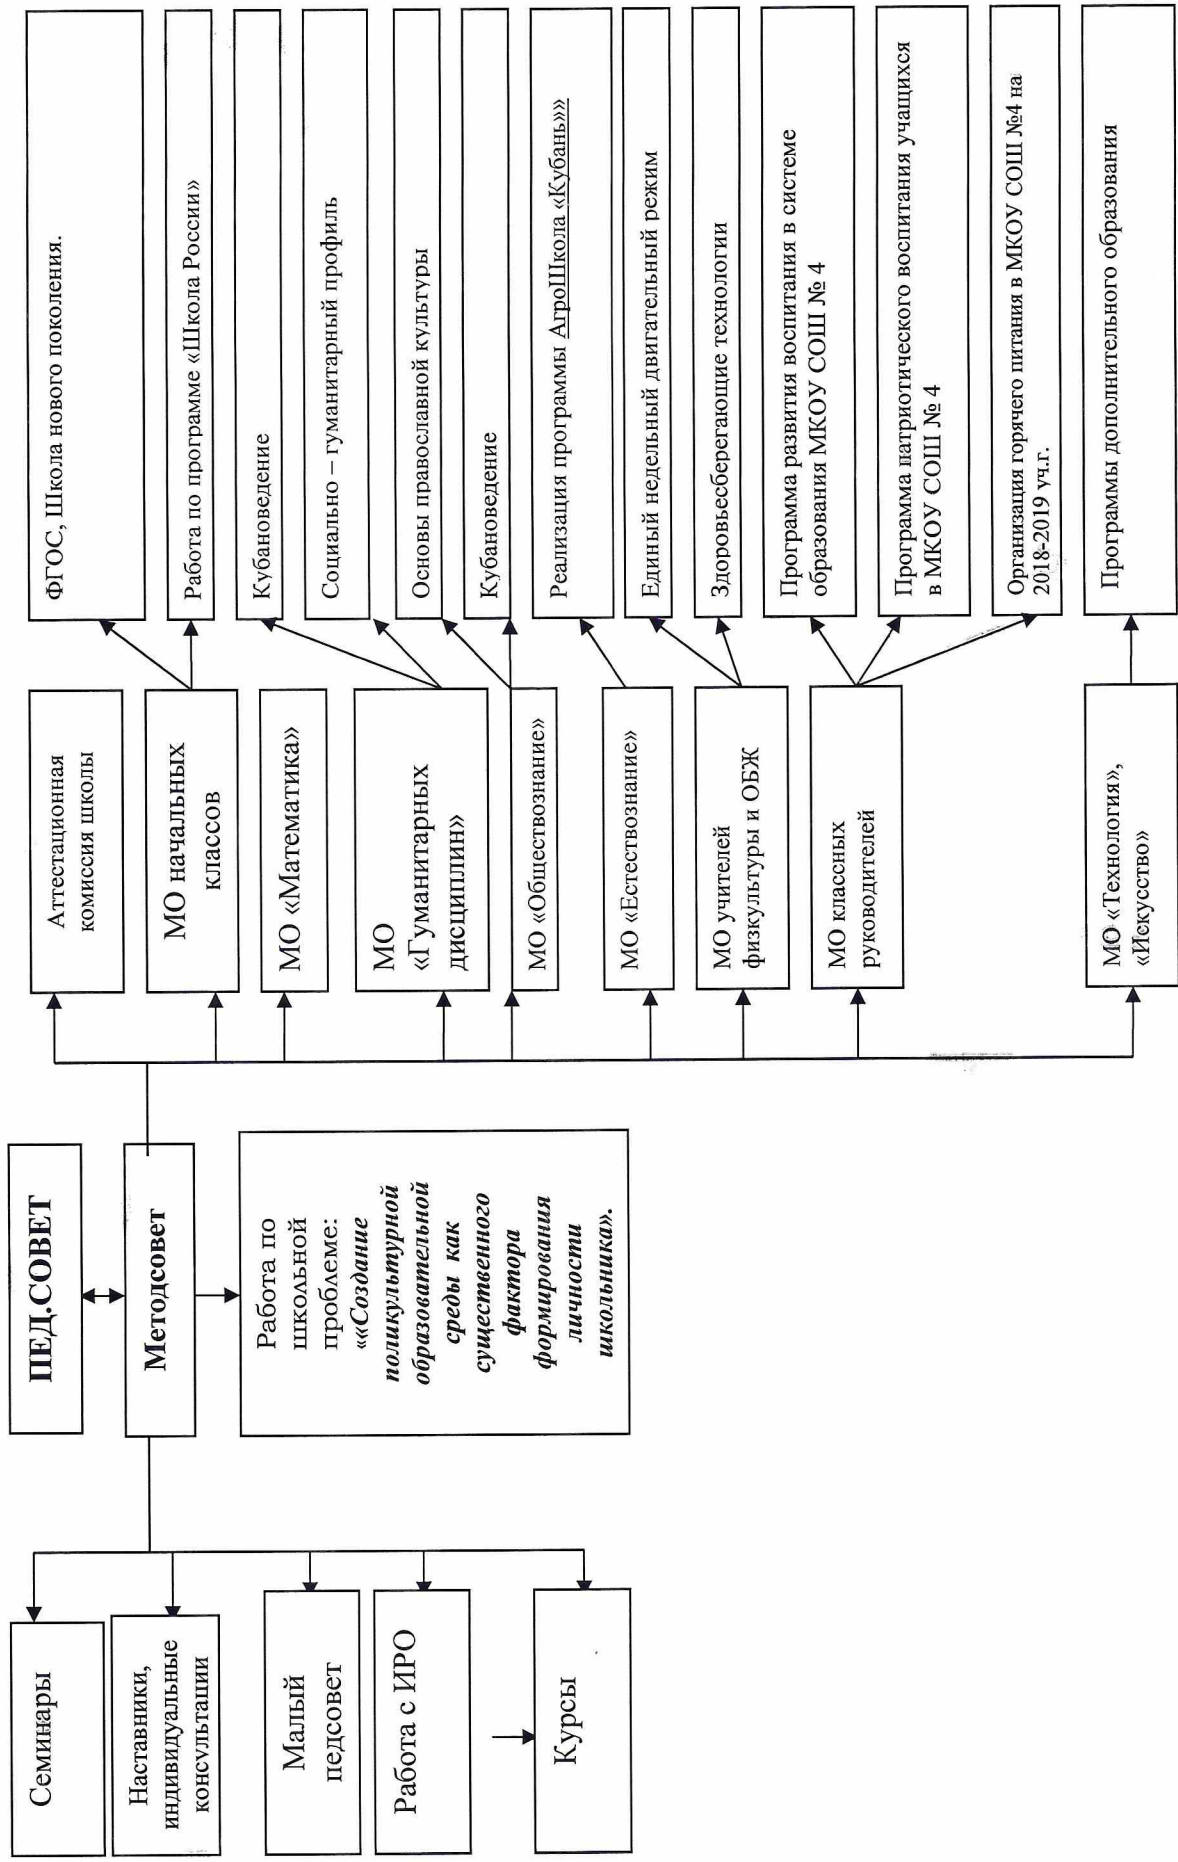 ПЕД.СОВЕТ
Методсовет
Работа по
школьной
проблеме:
««Создание
поликультурной
образовательной
среды как
существенного
фактора
формирования
личности
школьника».
Семинары
Наставники,
индивидуальные
консультации
Малый
педсовет
Работа с ИРО
Курсы
Аттестационная
комиссия школы
МО начальных
классов
МО «Математика»
МО
«Гуманитарных
дисциплин»
МО «Обществознание»
МО «Естествознание»
МО учителей
физкультуры и ОБЖ
МО классных
руководителей
МО «Технология»,
«Искусство»
ФГОС, Школа нового поколения.
Работа по программе «Школа России»
Кубановедение
Социально – гуманитарный профиль
Основы православной культуры
Кубановедение
Реализация программы АгроШкола «Кубань»»
Единый недельный двигательный режим
Здоровьесберегающие технологии
Программа развития воспитания в системе
образования МКОУ СОШ № 4
Программа патриотического воспитания учащихся
в МКОУ СОШ № 4
Организация горячего питания в МКОУ СОШ №4 на
2018-2019 уч.г.
Программы дополнительного образования